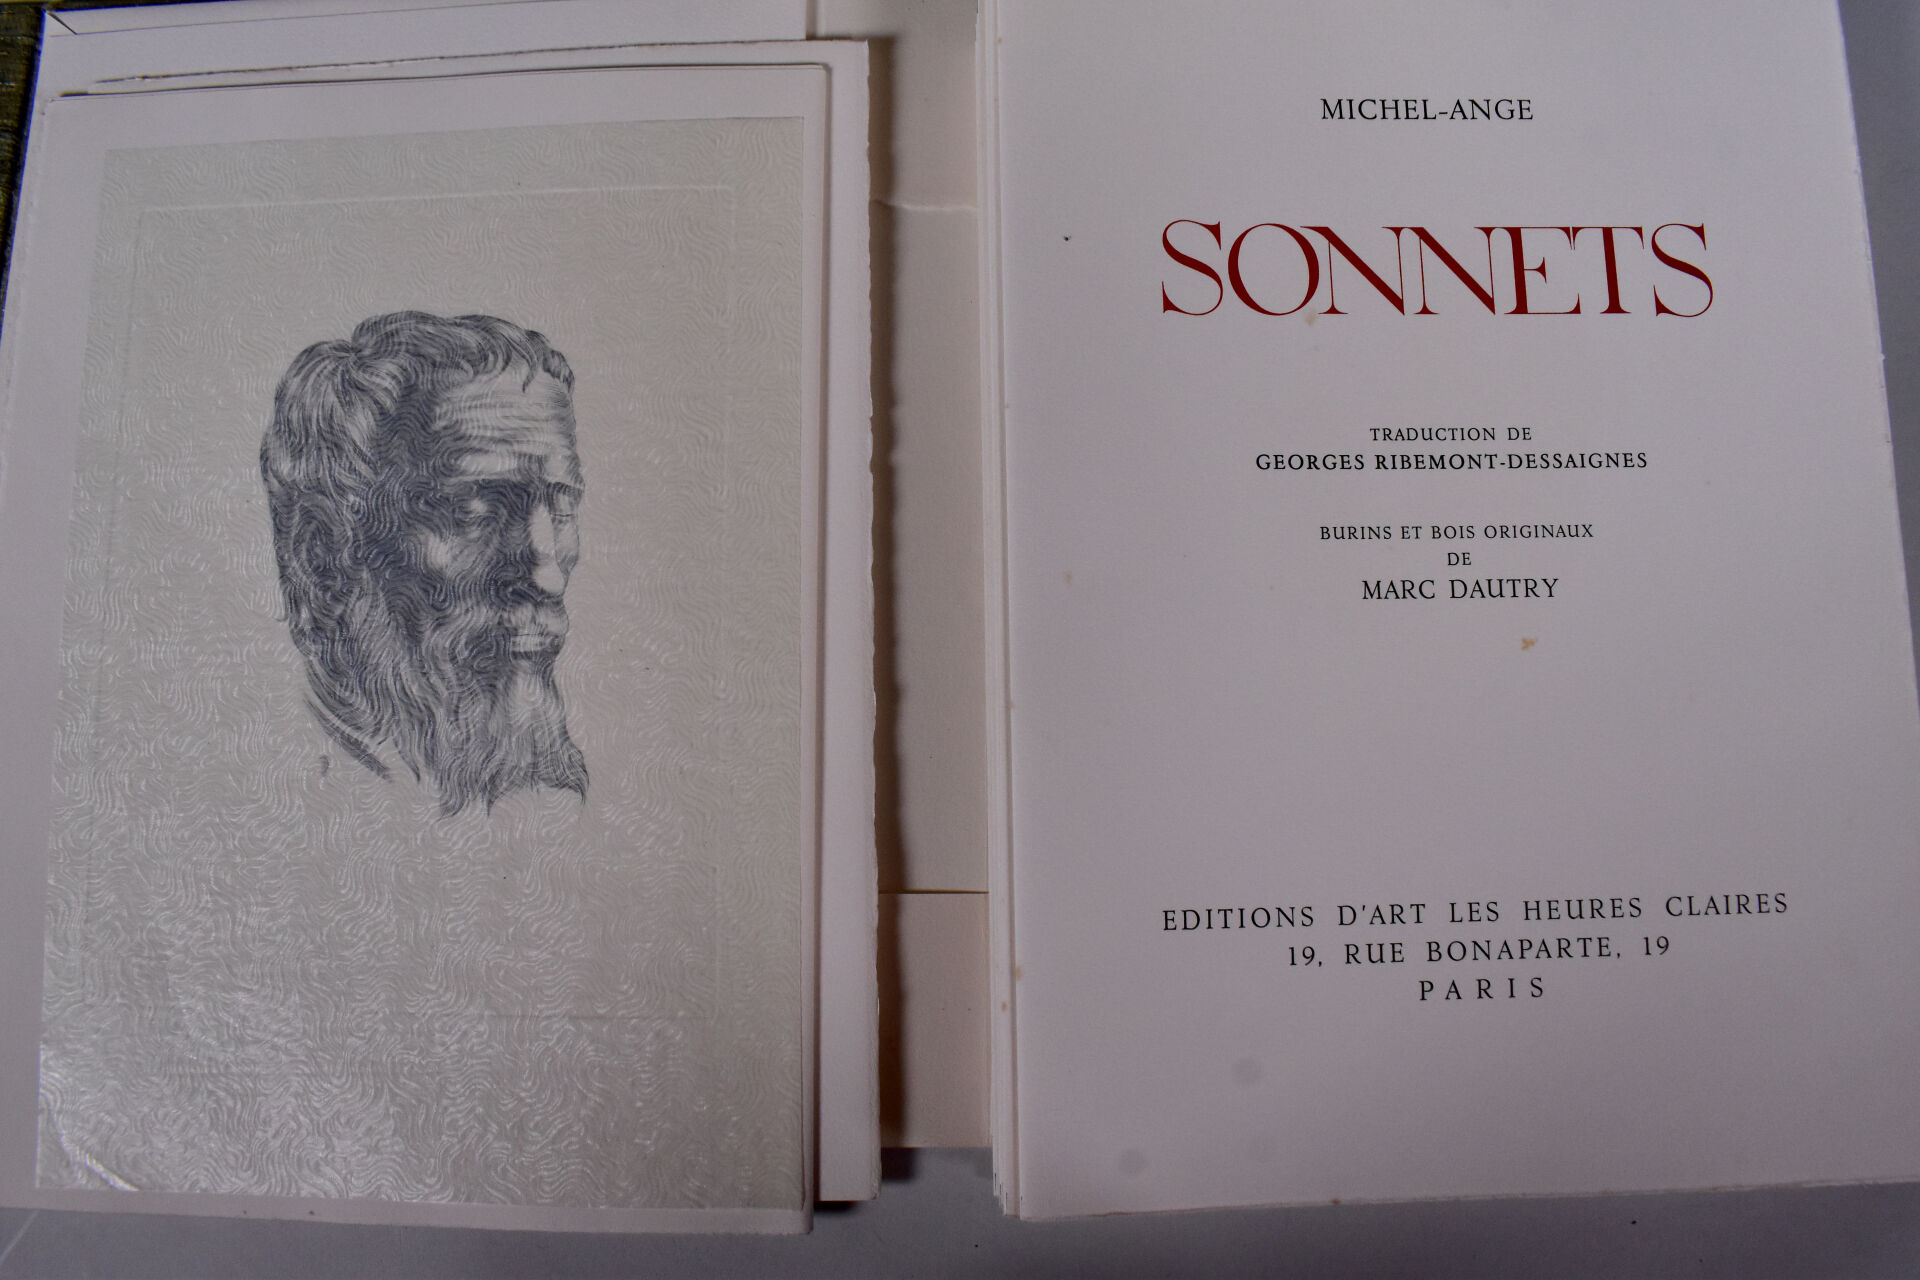 MICHEL-ANGE
SONNETS
TRADUCTION DE
GEORGES RIBEMONT-DESSAIGNES
BURINS ET BOIS ORIGINAUX
DE
MARC DAUTRY
EDITIONS D'ART LES HEURES CLAIRES
19, RUE BONAPARTE, 19
PARIS